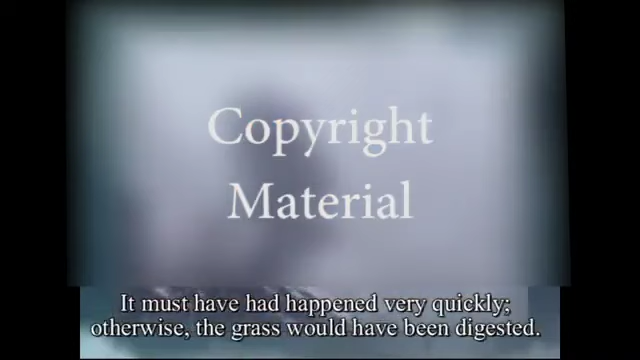 Copyright
Material
It must have had happened very quickly;
otherwise, the grass would have been digested.